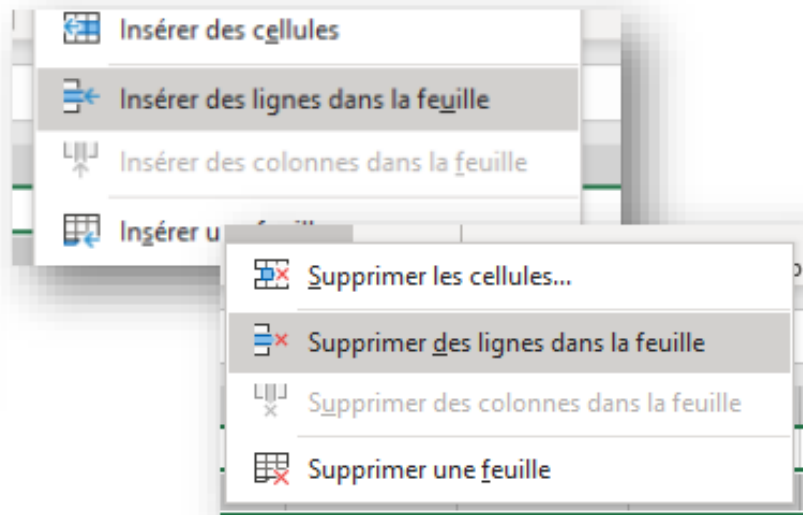 Insérer des cellules
Insérer des lignes dans la feuille
Insérer des colonnes dans la feuille
Insérer
Supprimer les cellules...
Supprimer des lignes dans la feuille
Supprimer des colonnes dans la feuille
Supprimer une feuille